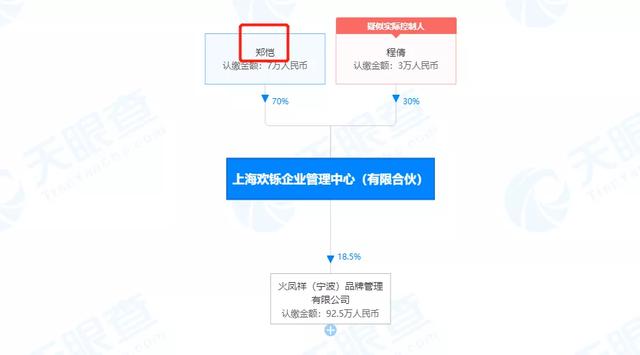 疑似实际控制人
郑恺
认缴金额：7万人民币
程倩
认缴金额：3万人民币
70%
30%
上海欢铄企业管理中心（有限合伙）
18.5%
火凤祥（宁波）品牌管理
有限公司
认缴金额：92.5万人民币
天眼查
TianYanCha.com